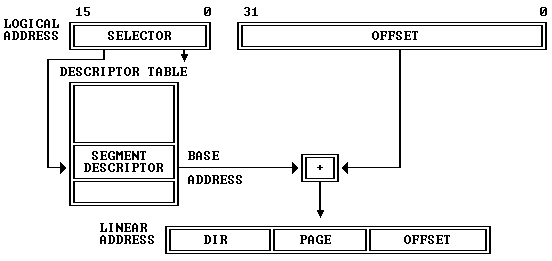 15 0 31 0
LOGICAL
ADDRESS
SELECTOR
OFFSET
DESCRIPTOR TABLE
SEGMENT
DESCRIPTOR
BASE
ADDRESS
+
LINEAR
ADDRESS
DIR PAGE OFFSET